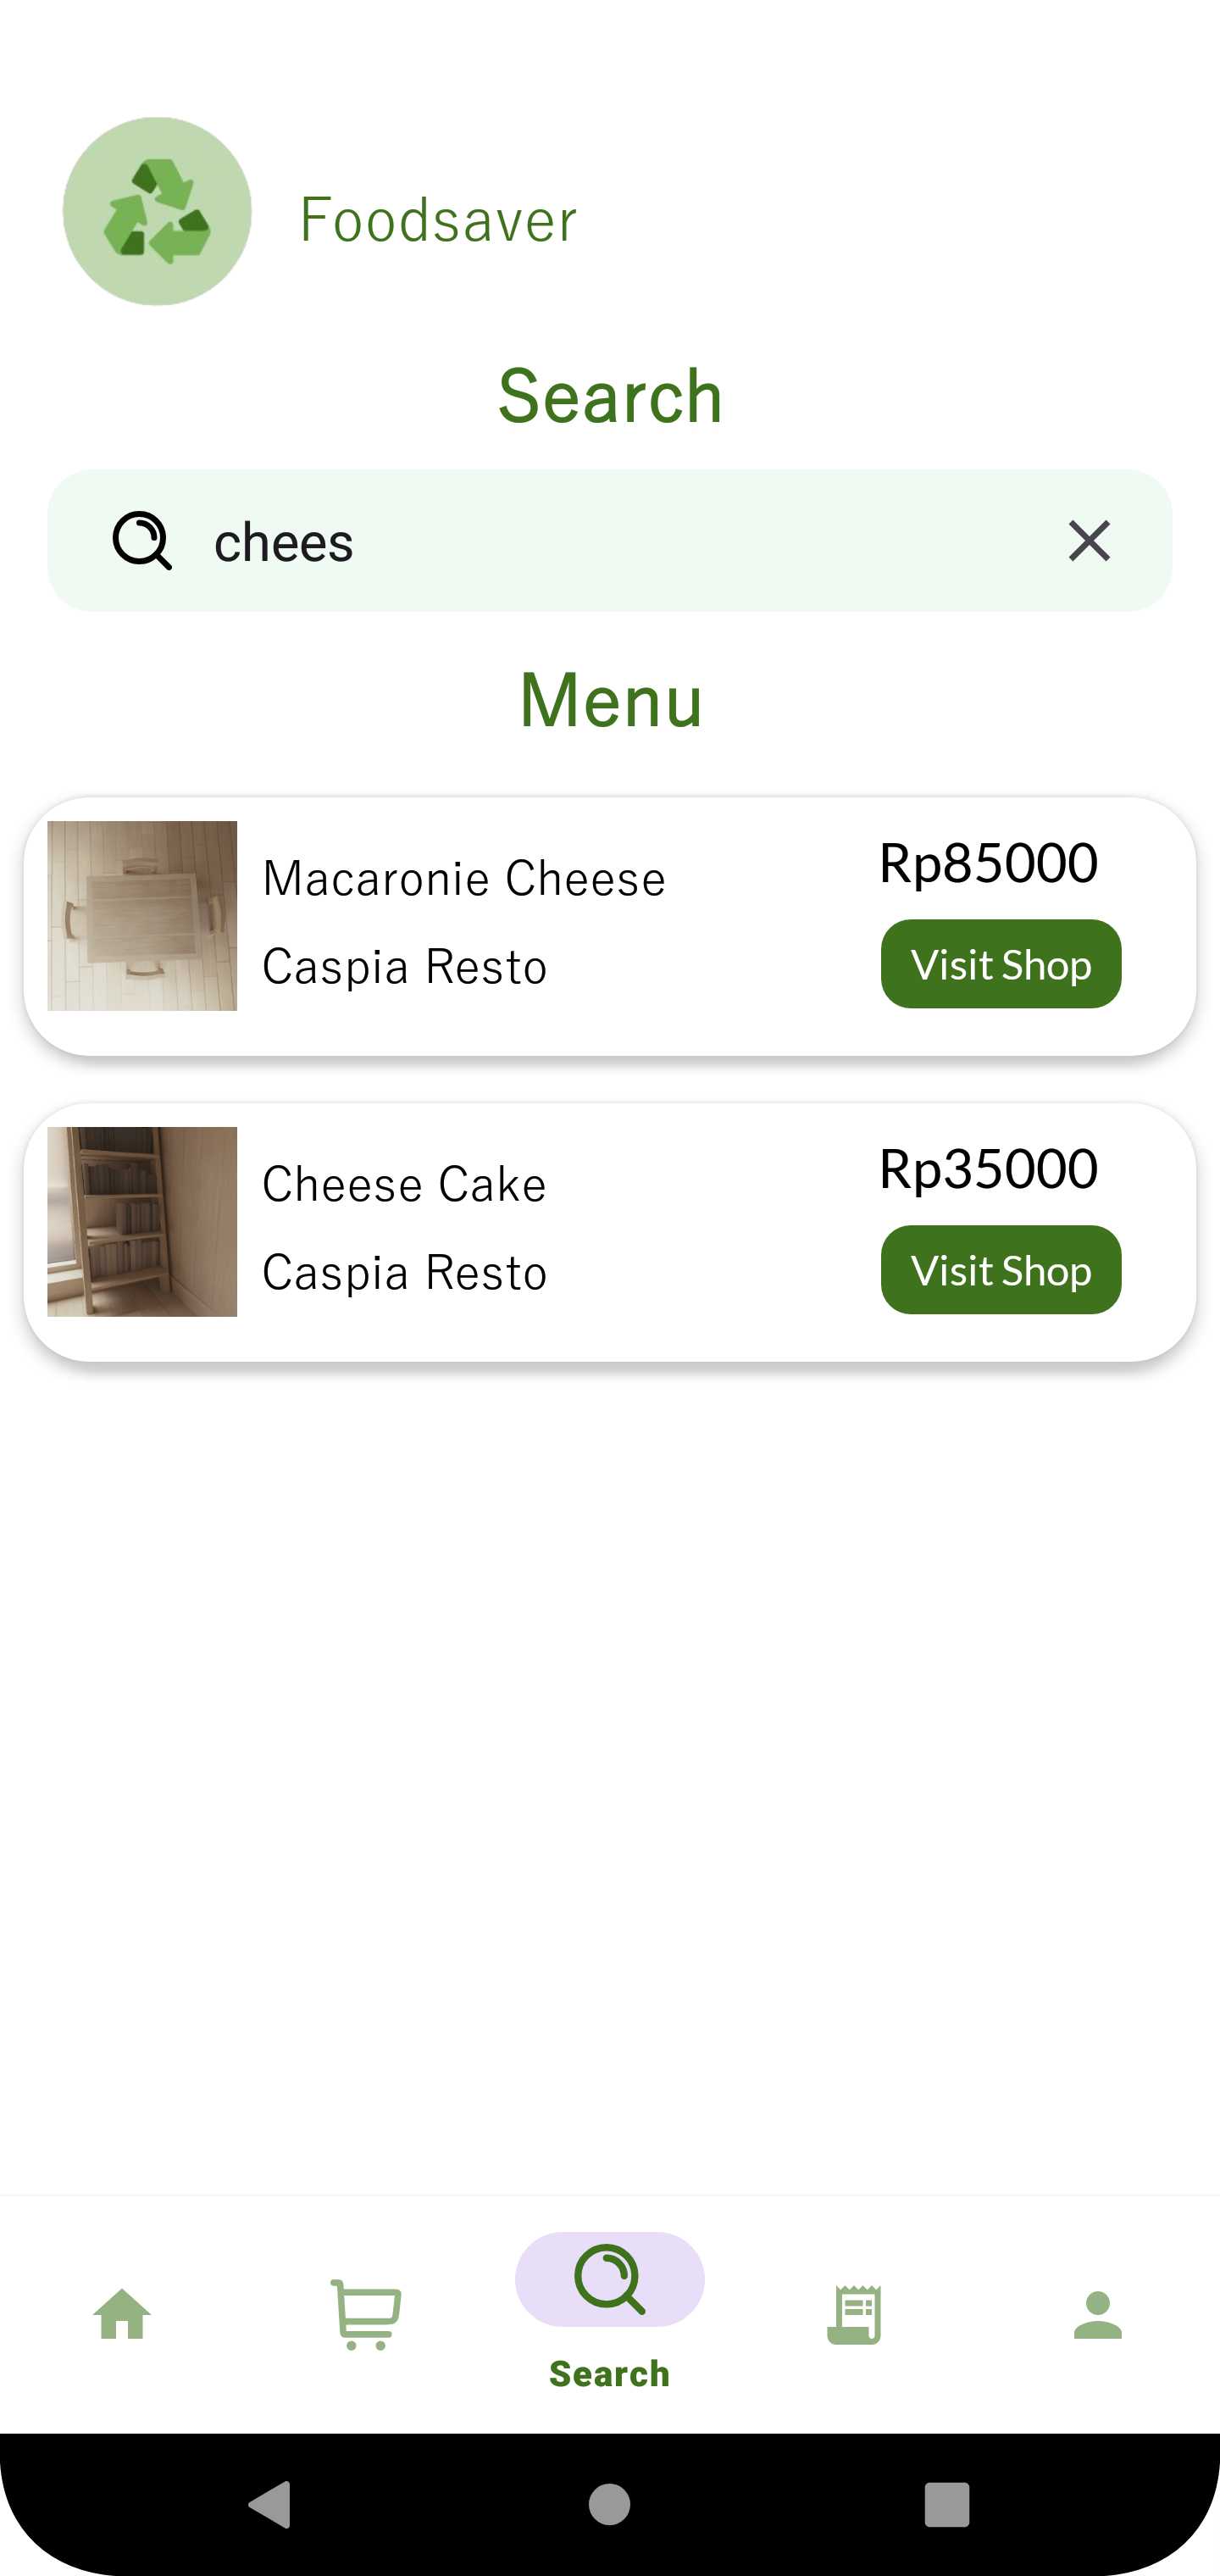 Foodsaver
Search
chees
Menu
Macaronie Cheese
Rp85000
Caspia Resto
Visit Shop
Cheese Cake
Rp35000
Caspia Resto
Visit Shop
Search